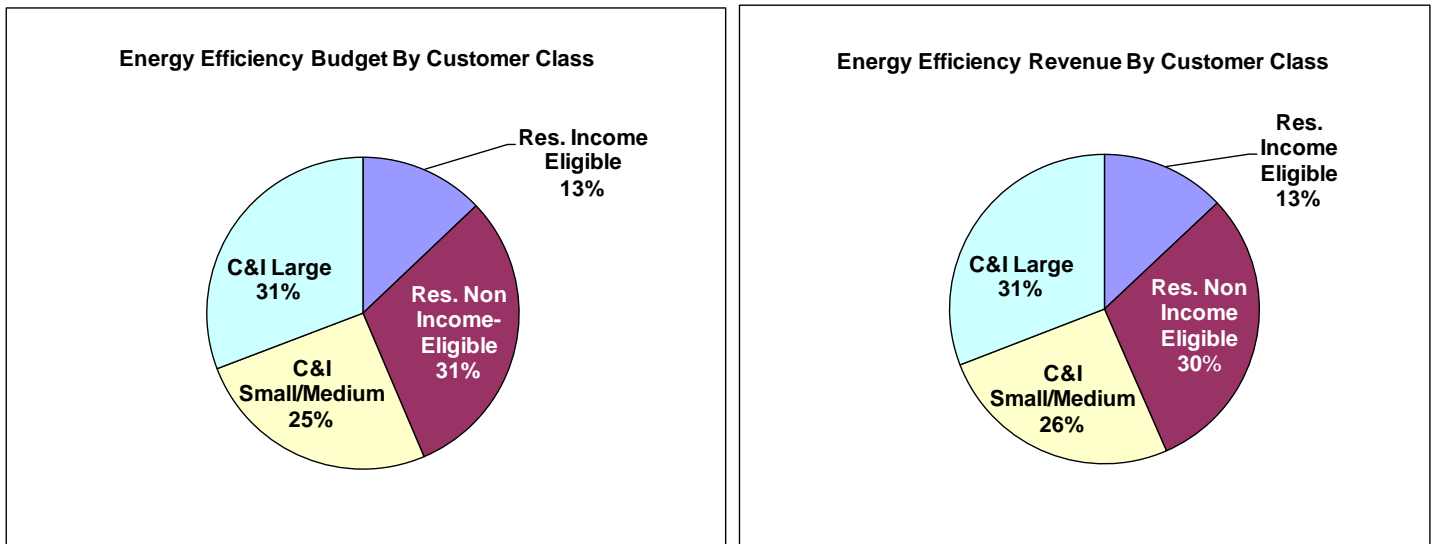 Energy Efficiency Budget By Customer Class
Res. Income
Eligible
13%
C&I Large
31%
Res. Non
Income-
Eligible
31%
C&I
Small/Medium
25%
Energy Efficiency Revenue By Customer Class
Res.
Income
Eligible
13%
C&I Large
31%
Res. Non
Income
Eligible
30%
C&I
Small/Medium
26%